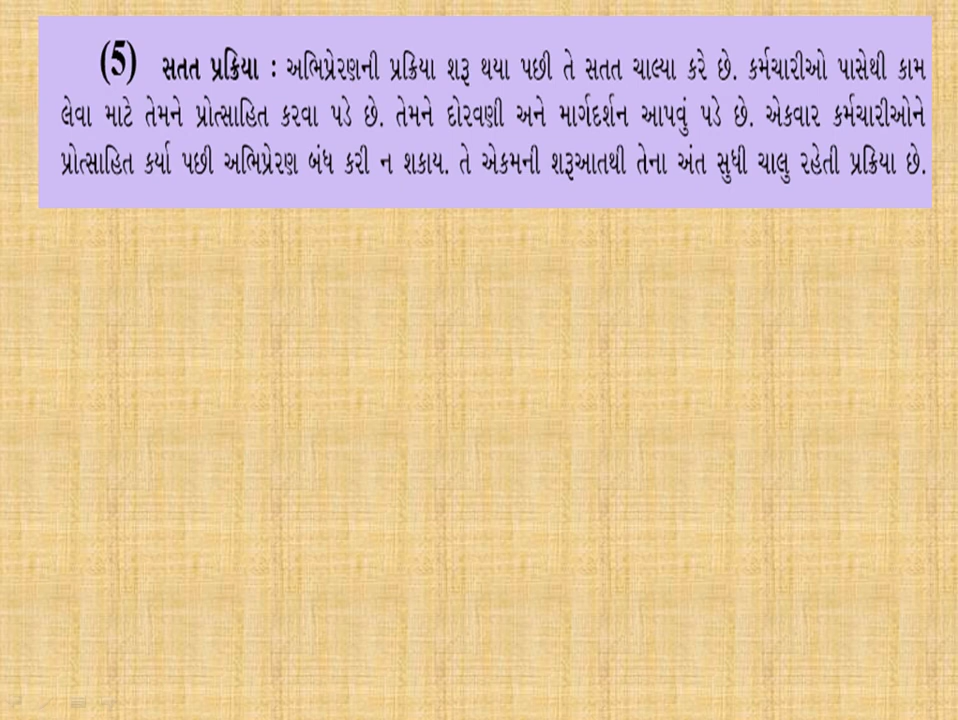 (5) સતત પ્રક્રિયા : અભિપ્રેરણની પ્રક્રિયા શરૂ થયા પછી તે સતત ચાલ્યા કરે છે. કર્મચારીઓ પાસેથી કામ
લેવા માટે તેમને પ્રોત્સાહિત કરવા પડે છે. તેમને દોરવણી અને માર્ગદર્શન આપવું પડે છે. એકવાર કર્મચારીઓને
પ્રોત્સાહિત કર્યા પછી અભિપ્રેરણ બંધ કરી ન શકાય. તે એકમની શરૂઆતથી તેના અંત સુધી ચાલુ રહેતી પ્રક્રિયા છે.